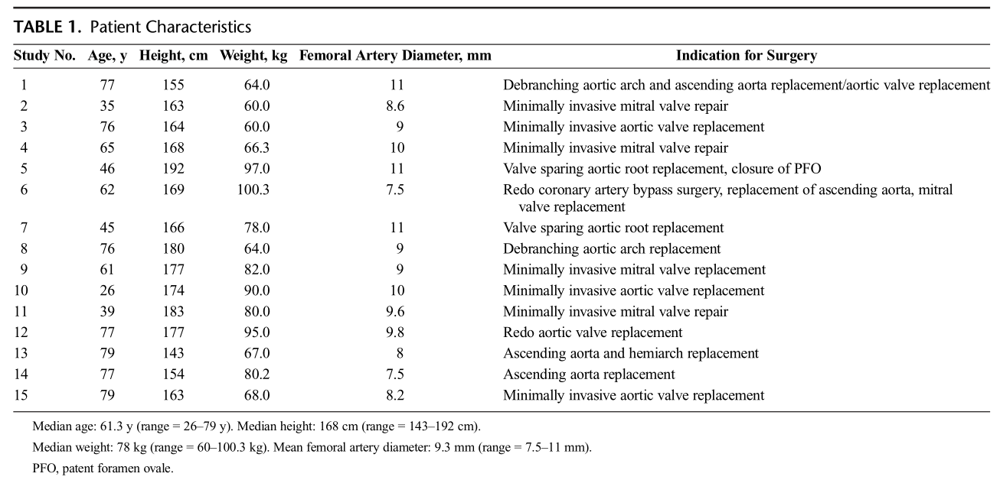 TABLE 1. Patient Characteristics
Study No. Age, y Height, cm Weight, kg Femoral Artery Diameter, mm Indication for Surgery
1 77 155 64.0 11 Debranching aortic arch and ascending aorta replacement/aortic valve replacement
2 35 163 60.0 8.6 Minimally invasive mitral valve repair
3 76 164 60.0 9 Minimally invasive aortic valve replacement
4 65 168 66.3 10 Minimally invasive mitral valve repair
5 46 192 97.0 11 Valve sparing aortic root replacement, closure of PFO
6 62 169 100.3 7.5 Redo coronary artery bypass surgery, replacement of ascending aorta, mitral
valve replacement
7 45 166 78.0 11 Valve sparing aortic root replacement
8 76 180 64.0 9 Debranching aortic arch replacement
9 61 177 82.0 9 Minimally invasive mitral valve replacement
10 26 174 90.0 10 Minimally invasive aortic valve replacement
11 39 183 80.0 9.6 Minimally invasive mitral valve repair
12 77 177 95.0 9.8 Redo aortic valve replacement
13 79 143 67.0 8 Ascending aorta and hemiarch replacement
14 77 154 80.2 7.5 Ascending aorta replacement
15 79 163 68.0 8.2 Minimally invasive aortic valve replacement
Median age: 61.3 y (range = 26–79 y). Median height: 168 cm (range = 143–192 cm).
Median weight: 78 kg (range = 60–100.3 kg). Mean femoral artery diameter: 9.3 mm (range = 7.5–11 mm).
PFO, patent foramen ovale.